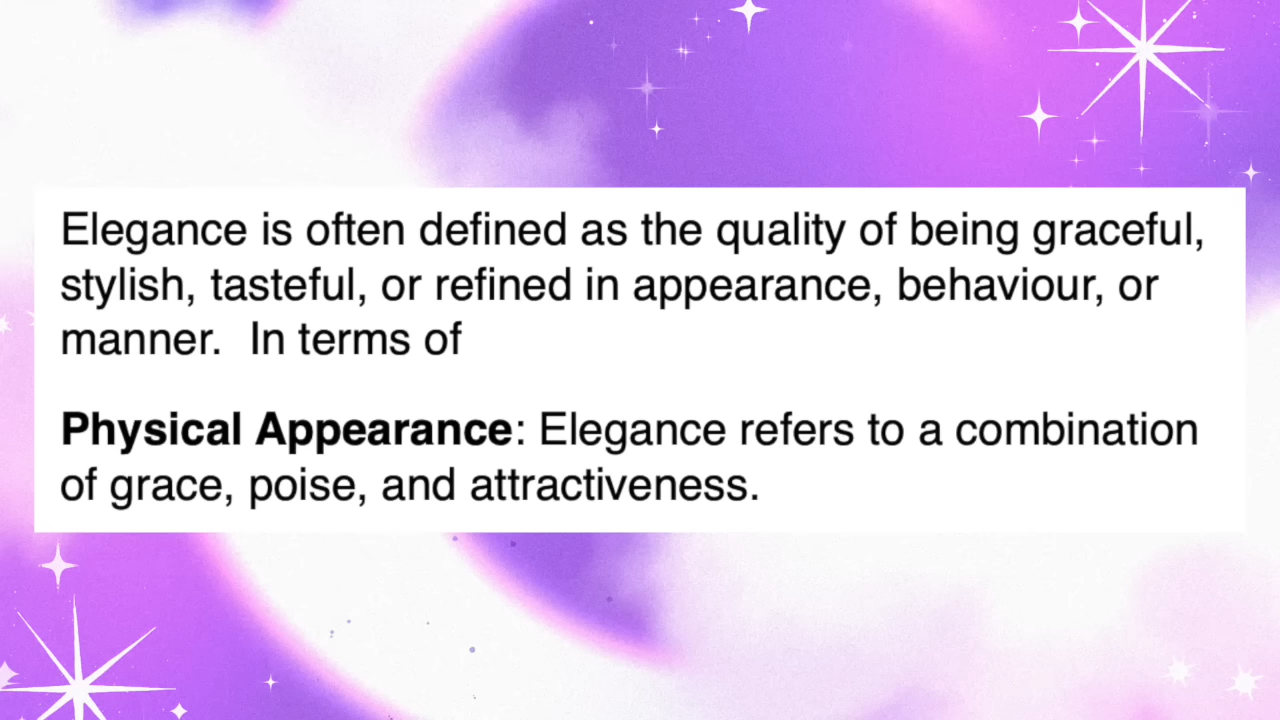 Elegance is often defined as the quality of being graceful,
stylish, tasteful, or refined in appearance, behaviour, or
manner.  In terms of
Physical Appearance: Elegance refers to a combination
of grace, poise, and attractiveness.